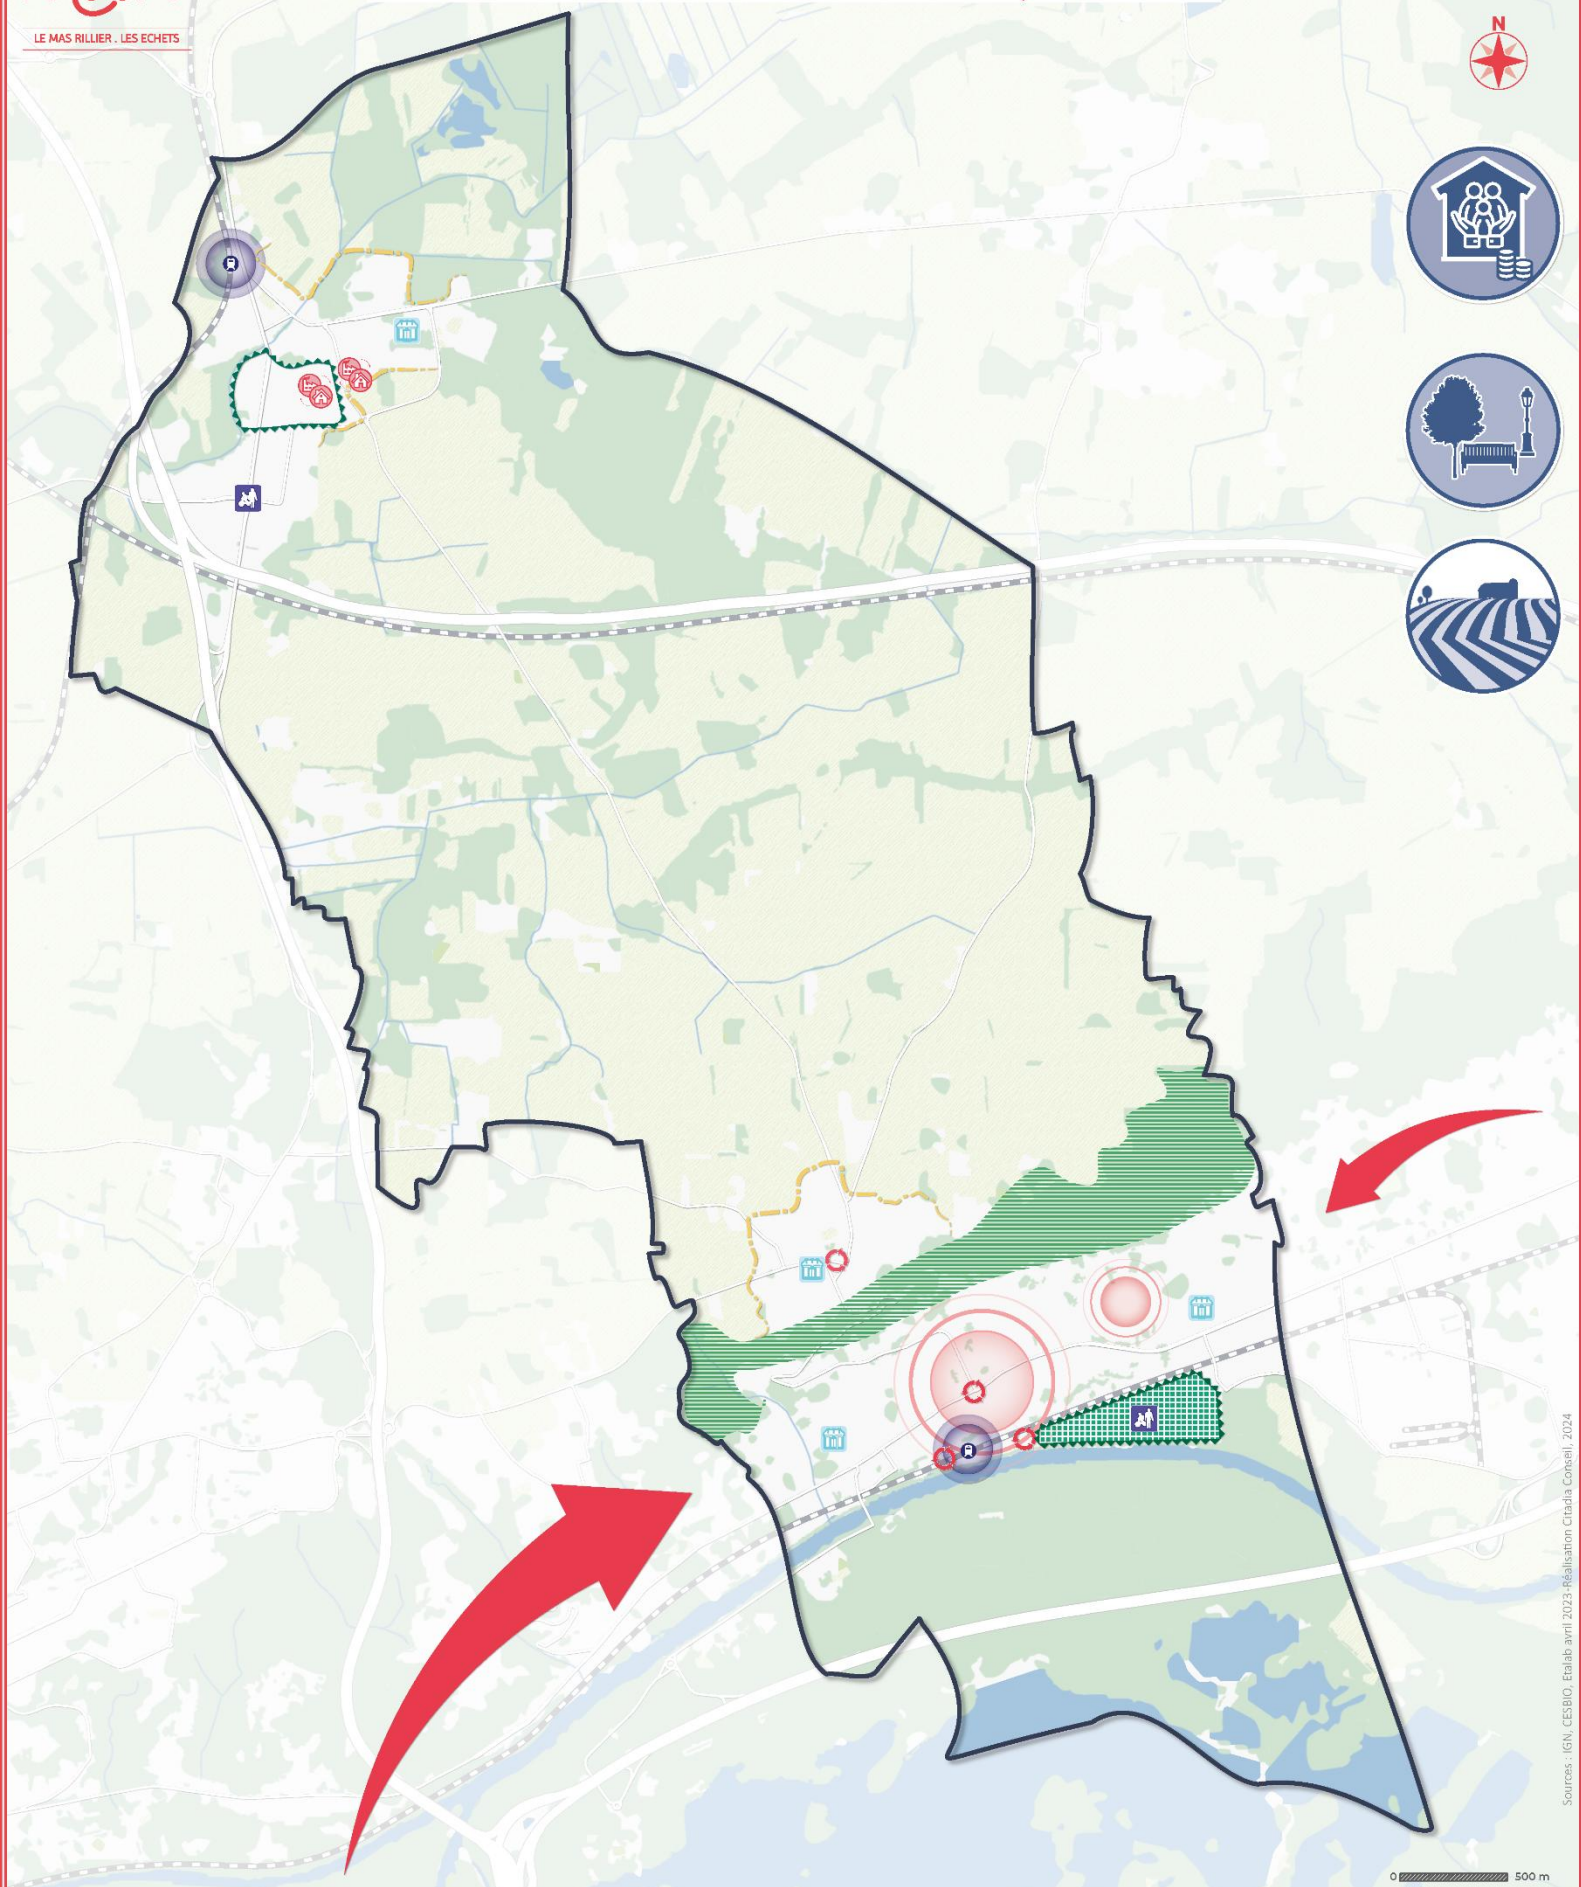 LE MAS RILLIER . LES ECHETS
N
Sources : IGN, CESBIO, Etalab avril 2023-Réalisation Citadia Conseil, 2024
0 500 m